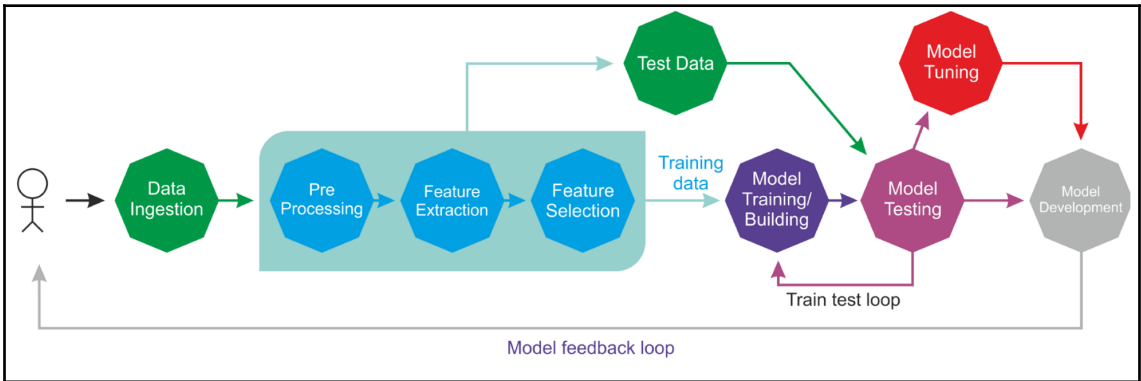 Test Data
Model
Tuning
Data
Ingestion
Pre
Processing
Feature
Extraction
Feature
Selection
Training
data
Model
Training/
Building
Model
Testing
Model
Development
Train test loop
Model feedback loop